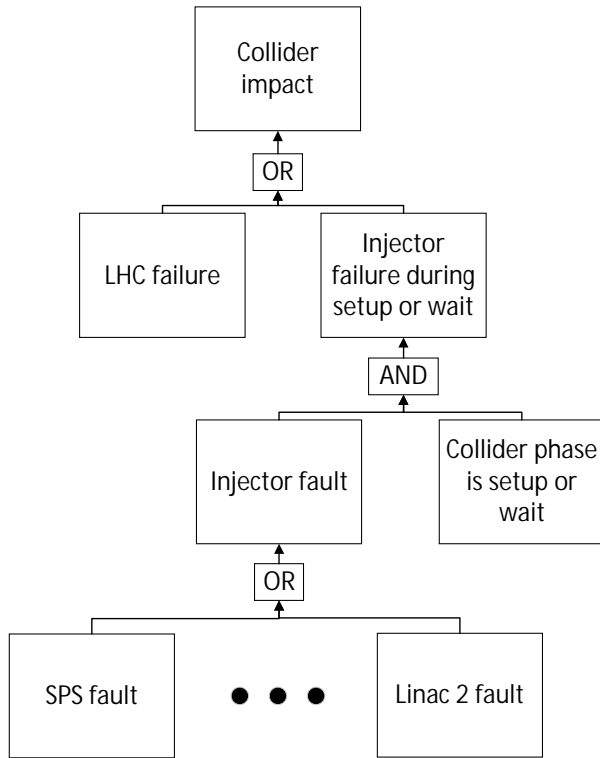 Collider
impact
OR
LHC failure
Injector
failure during
setup or wait
AND
Injector fault
Collider phase
is setup or
wait
OR
SPS fault
Linac 2 fault